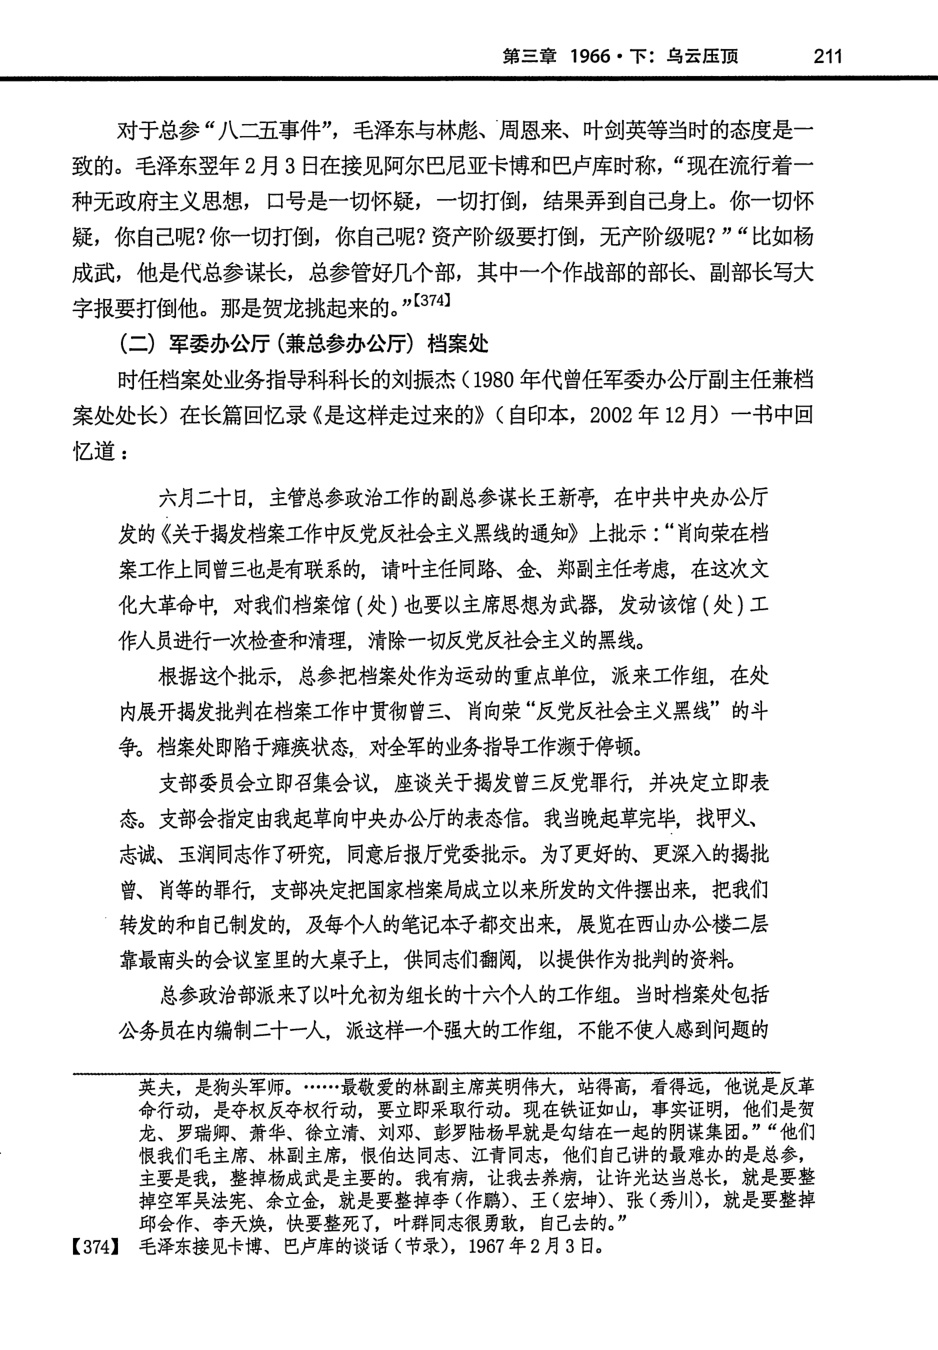 第三章 1966·下：乌云压顶 211
对于总参“八二五事件”，毛泽东与林彪、周恩来、叶剑英等当时的态度是一
致的。毛泽东翌年2月3日在接见阿尔巴尼亚卡博和巴卢库时称，“现在流行着一
种无政府主义思想，口号是一切怀疑，一切打倒，结果弄到自己身上。你一切怀
疑，你自己呢？你一切打倒，你自己呢？资产阶级要打倒，无产阶级呢？”“比如杨
成武，他是代总参谋长，总参管好几个部，其中一个作战部的部长、副部长写大
字报要打倒他。那是贺龙挑起来的。”【374】
（二）军委办公厅（兼总参办公厅）档案处
时任档案处业务指导科科长的刘振杰（1980年代曾任军委办公厅副主任兼档
案处处长）在长篇回忆录《是这样走过来的》（自印本，2002年12月）一书中回
忆道：
六月二十日，主管总参政治工作的副总参谋长王新亭，在中共中央办公厅
发的《关于揭发档案工作中反党反社会主义黑线的通知》上批示：“肖向荣在档
案工作上同曾三也是有联系的，请叶主任同路、金、郑副主任考虑，在这次文
化大革命中，对我们档案馆（处）也要以主席思想为武器，发动该馆（处）工
作人员进行一次检查和清理，清除一切反党反社会主义的黑线。
根据这个批示，总参把档案处作为运动的重点单位，派来工作组，在处
内展开揭发批判在档案工作中贯彻曾三、肖向荣“反党反社会主义黑线”的斗
争。档案处即陷于瘫痪状态，对全军的业务指导工作濒于停顿。
支部委员会立即召集会议，座谈关于揭发曾三反党罪行，并决定立即表
态。支部会指定由我起草向中央办公厅的表态信。我当晚起草完毕，找甲义、
志诚、玉润同志作了研究，同意后报厅党委批示。为了更好的、更深入的揭批
曾、肖等的罪行，支部决定把国家档案局成立以来所发的文件摆出来，把我们
转发的和自己制发的，及每个人的笔记本子都交出来，展览在西山办公楼二层
靠最南头的会议室里的大桌子上，供同志们翻阅，以提供作为批判的资料。
总参政治部派来了以叶允初为组长的十六个人的工作组。当时档案处包括
公务员在内编制二十一人，派这样一个强大的工作组，不能不使人感到问题的
英夫，是狗头军师。……最敬爱的林副主席英明伟大，站得高，看得远，他说是反革
命行动，是夺权反夺权行动，要立即采取行动。现在铁证如山，事实证明，他们是贺
龙、罗瑞卿、萧华、徐立清、刘邓、彭罗陆杨早就是勾结在一起的阴谋集团。”“他们
恨我们毛主席、林副主席，恨伯达同志、江青同志，他们自己讲的最难办的是总参，
主要是我，整掉杨成武是主要的。我有病，让我去养病，让许光达当总长，就是要整
掉空军吴法宪、余立金，就是要整掉李（作鹏）、王（宏坤）、张（秀川），就是要整掉
邱会作、李天焕，快要整死了，叶群同志很勇敢，自己去的。”
【374】 毛泽东接见卡博、巴卢库的谈话（节录），1967年2月3日。